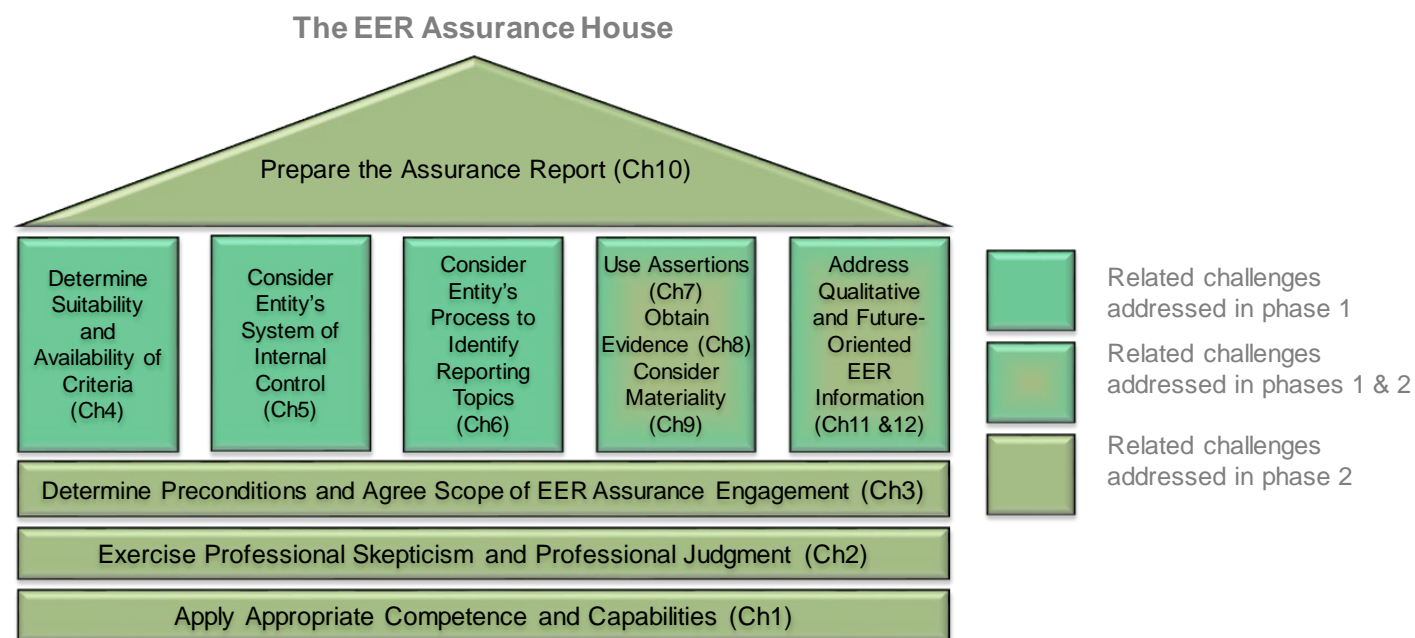 The EER Assurance House
Prepare the Assurance Report (Ch10)
Determine
Suitability
and
Availability of
Criteria
(Ch4)
Consider
Entity's
System of
Internal
Control
(Ch5)
Consider
Entity's
Process to
Identify
Reporting
Topics
(Ch6)
Use Assertions
(Ch7)
Obtain
Evidence (Ch8)
Consider
Materiality
(Ch9)
Address
Qualitative
and Future-
Oriented
EER
Information
(Ch11 &12)
Determine Preconditions and Agree Scope of EER Assurance Engagement (Ch3)
Exercise Professional Skepticism and Professional Judgment (Ch2)
Apply Appropriate Competence and Capabilities (Ch1)
Related challenges
addressed in phase 1
Related challenges
addressed in phases 1 & 2
Related challenges
addressed in phase 2